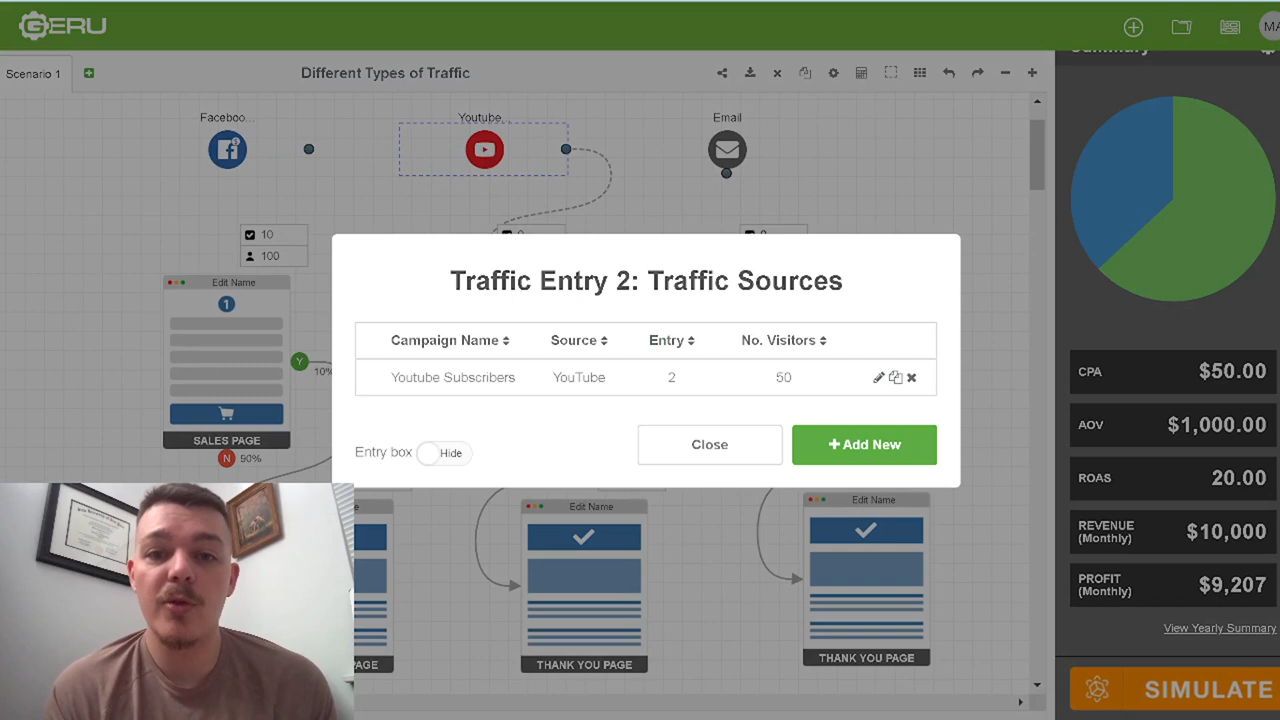 GERU
MA
Scenario 1
Different Types of Traffic
Summary
Faceboo...
Youtube...
Email
10
100
Edit Name
1
Y
10%
SALES PAGE
N
90%
Traffic Entry 2: Traffic Sources
Campaign Name
Source
Entry
No. Visitors
Youtube Subscribers
YouTube
2
50
Entry box
Hide
Close
+ Add New
Edit Name
Edit Name
PAGE
THANK YOU PAGE
THANK YOU PAGE
CPA
$50.00
AOV
$1,000.00
ROAS
20.00
REVENUE
(Monthly)
$10,000
PROFIT
(Monthly)
$9,207
View Yearly Summary
SIMULATE